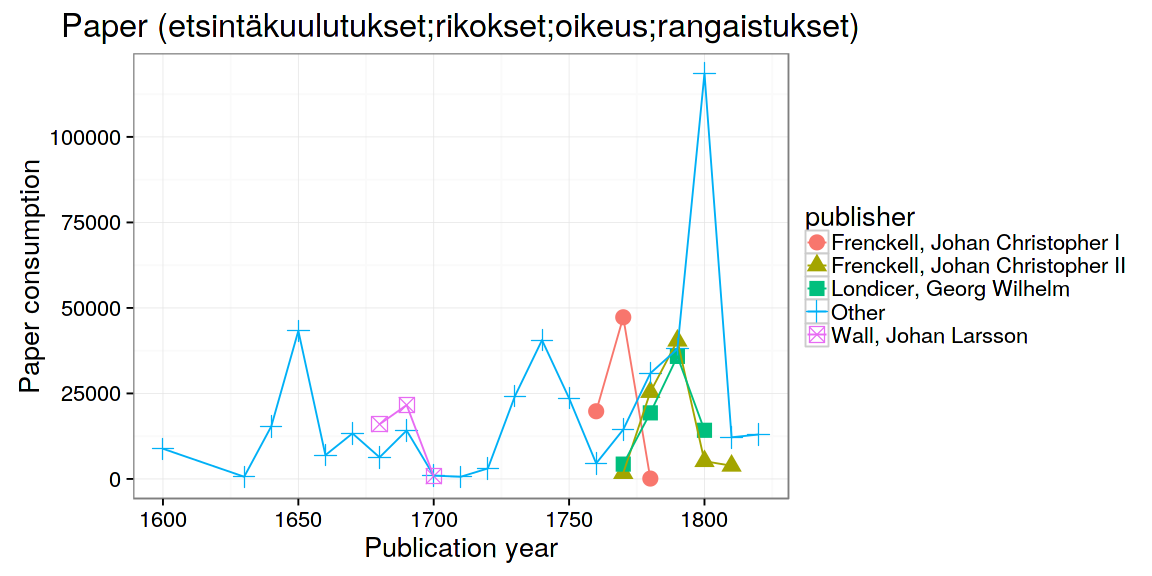 Paper (etsintäkuulutukset;rikokset;oikeus;rangaistukset)
Paper consumption
100000
75000
50000
25000
0
1600 1650 1700 1750 1800
Publication year
publisher
Frenckell, Johan Christopher I
Frenckell, Johan Christopher II
Londicer, Georg Wilhelm
Other
Wall, Johan Larsson